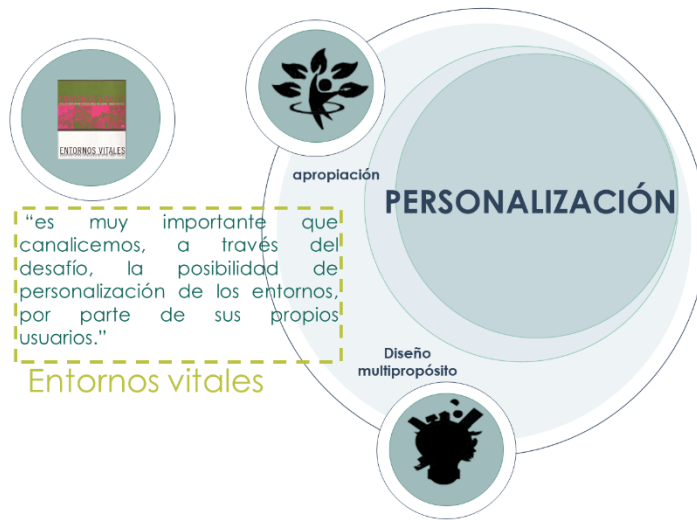 ENTORNOS VITALES
apropiación
PERSONALIZACIÓN
“es muy importante que
canalicemos, a través del
desafío, la posibilidad de
personalización de los entornos,
por parte de sus propios
usuarios.”
Entornos vitales
Diseño
multipropósito